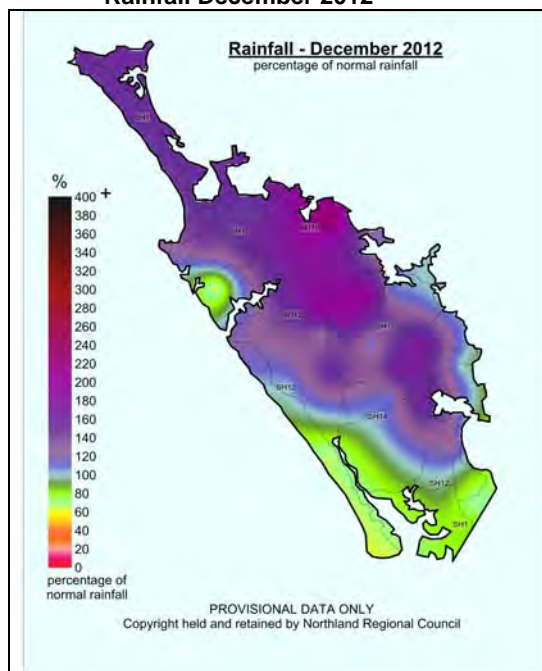 Rainfall December 2012
Rainfall - December 2012
percentage of normal rainfall
%
400 +
380
360
340
320
300
280
260
240
220
200
180
160
140
120
100
80
60
40
20
0
percentage of
normal rainfall
SH1
SH1
SH10
SH12
SH1
SH12
SH14
SH12
SH1
PROVISIONAL DATA ONLY
Copyright held and retained by Northland Regional Council